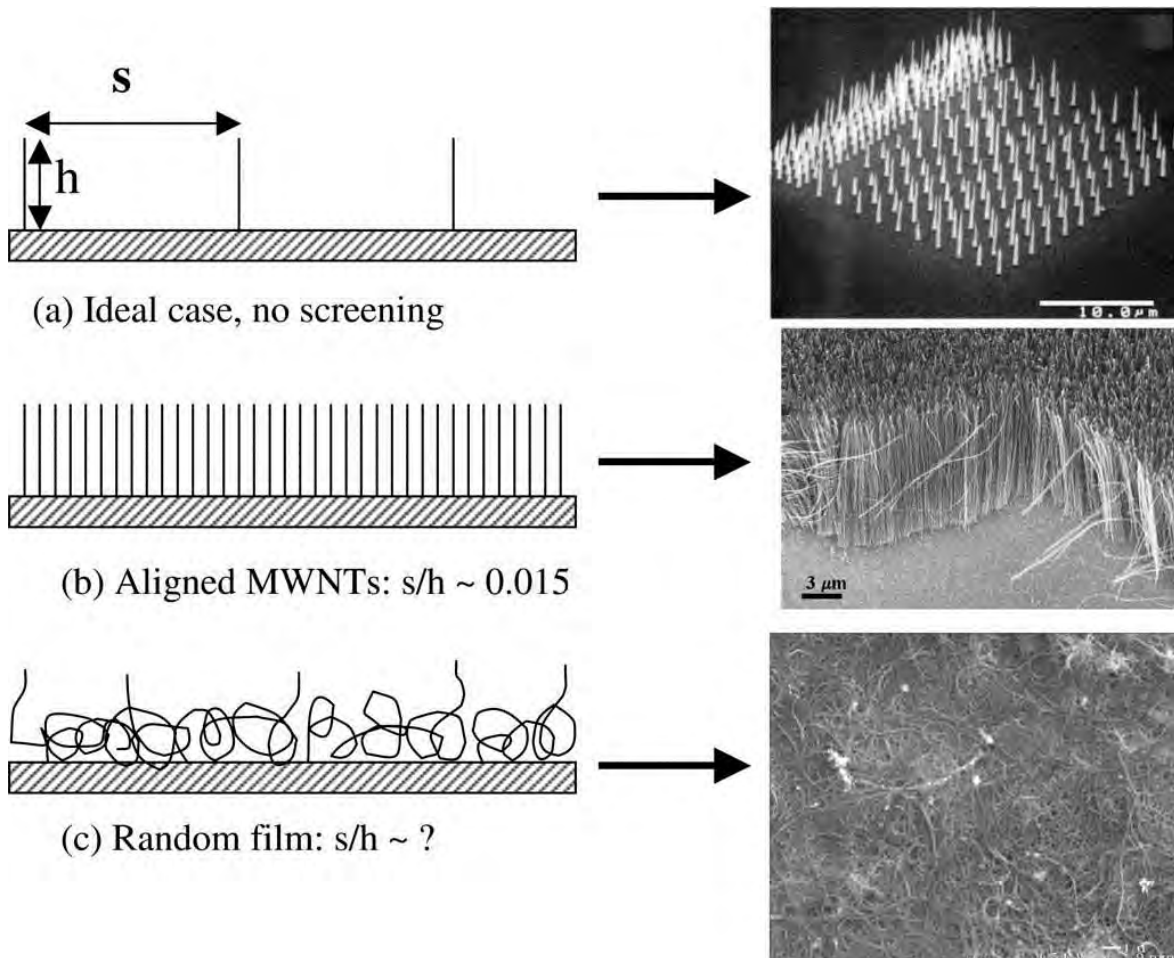 s
h
(a) Ideal case, no screening
10.0μm
(b) Aligned MWNTs: s/h ~ 0.015
3 μm
(c) Random film: s/h ~ ?